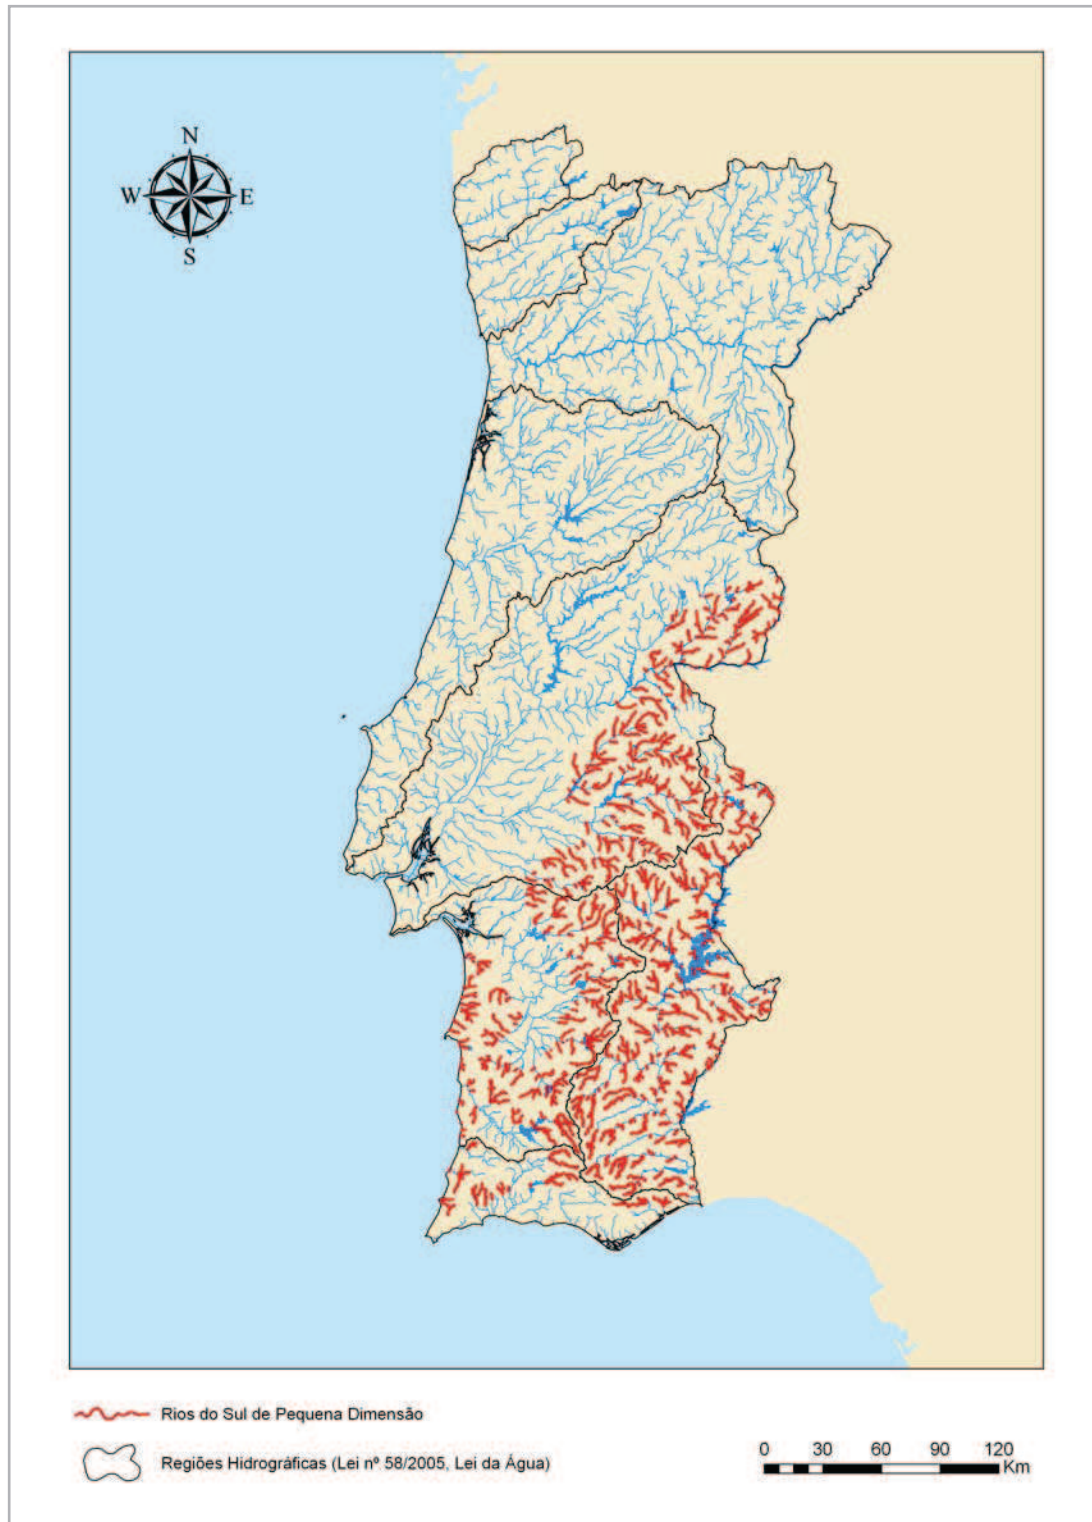 N
W E
S
Rios do Sul de Pequena Dimensão
Regiões Hidrográficas (Lei nº 58/2005, Lei da Água)
0 30 60 90 120
Km